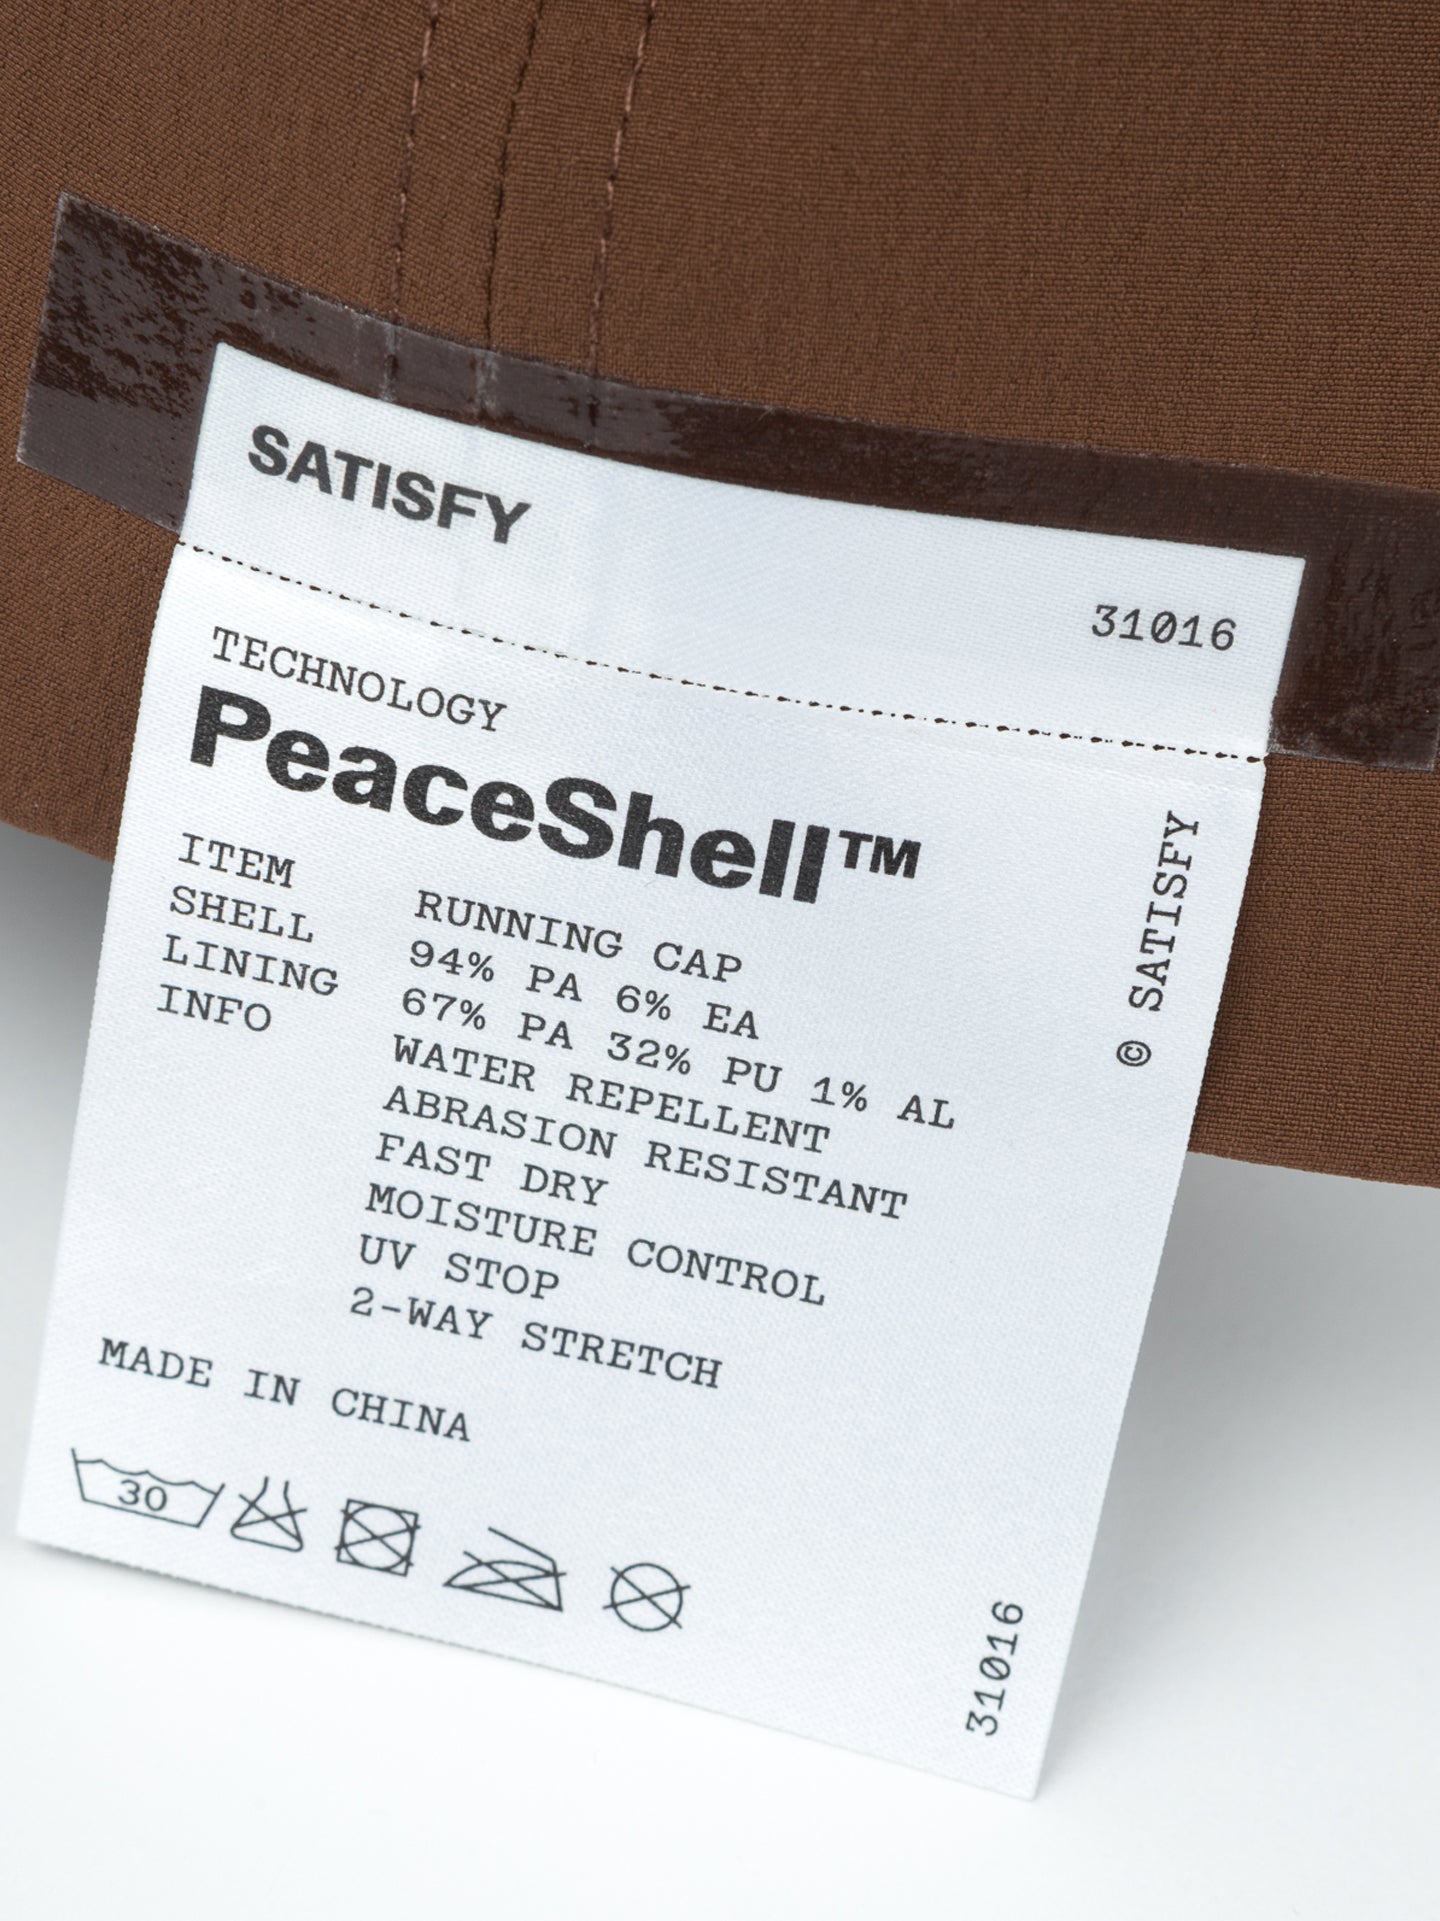 SATISFY
31016
TECHNOLOGY
PeaceShell™
ITEM RUNNING CAP
SHELL 94% PA 6% EA
LINING 67% PA 32% PU 1% AL
INFO WATER REPELLENT
ABRASION RESISTANT
FAST DRY
MOISTURE CONTROL
UV STOP
2-WAY STRETCH
MADE IN CHINA
30
© SATISFY
31016